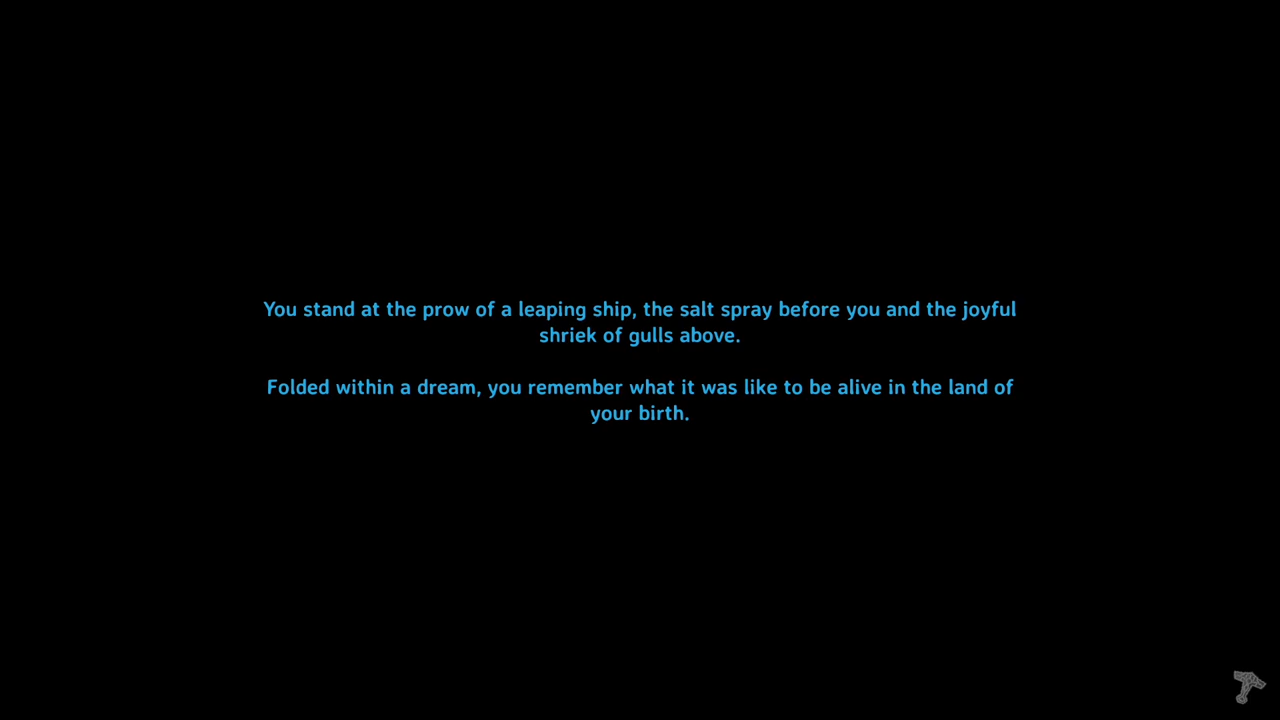 You stand at the prow of a leaping ship, the salt spray before you and the joyful
shriek of gulls above.
Folded within a dream, you remember what it was like to be alive in the land of
your birth.